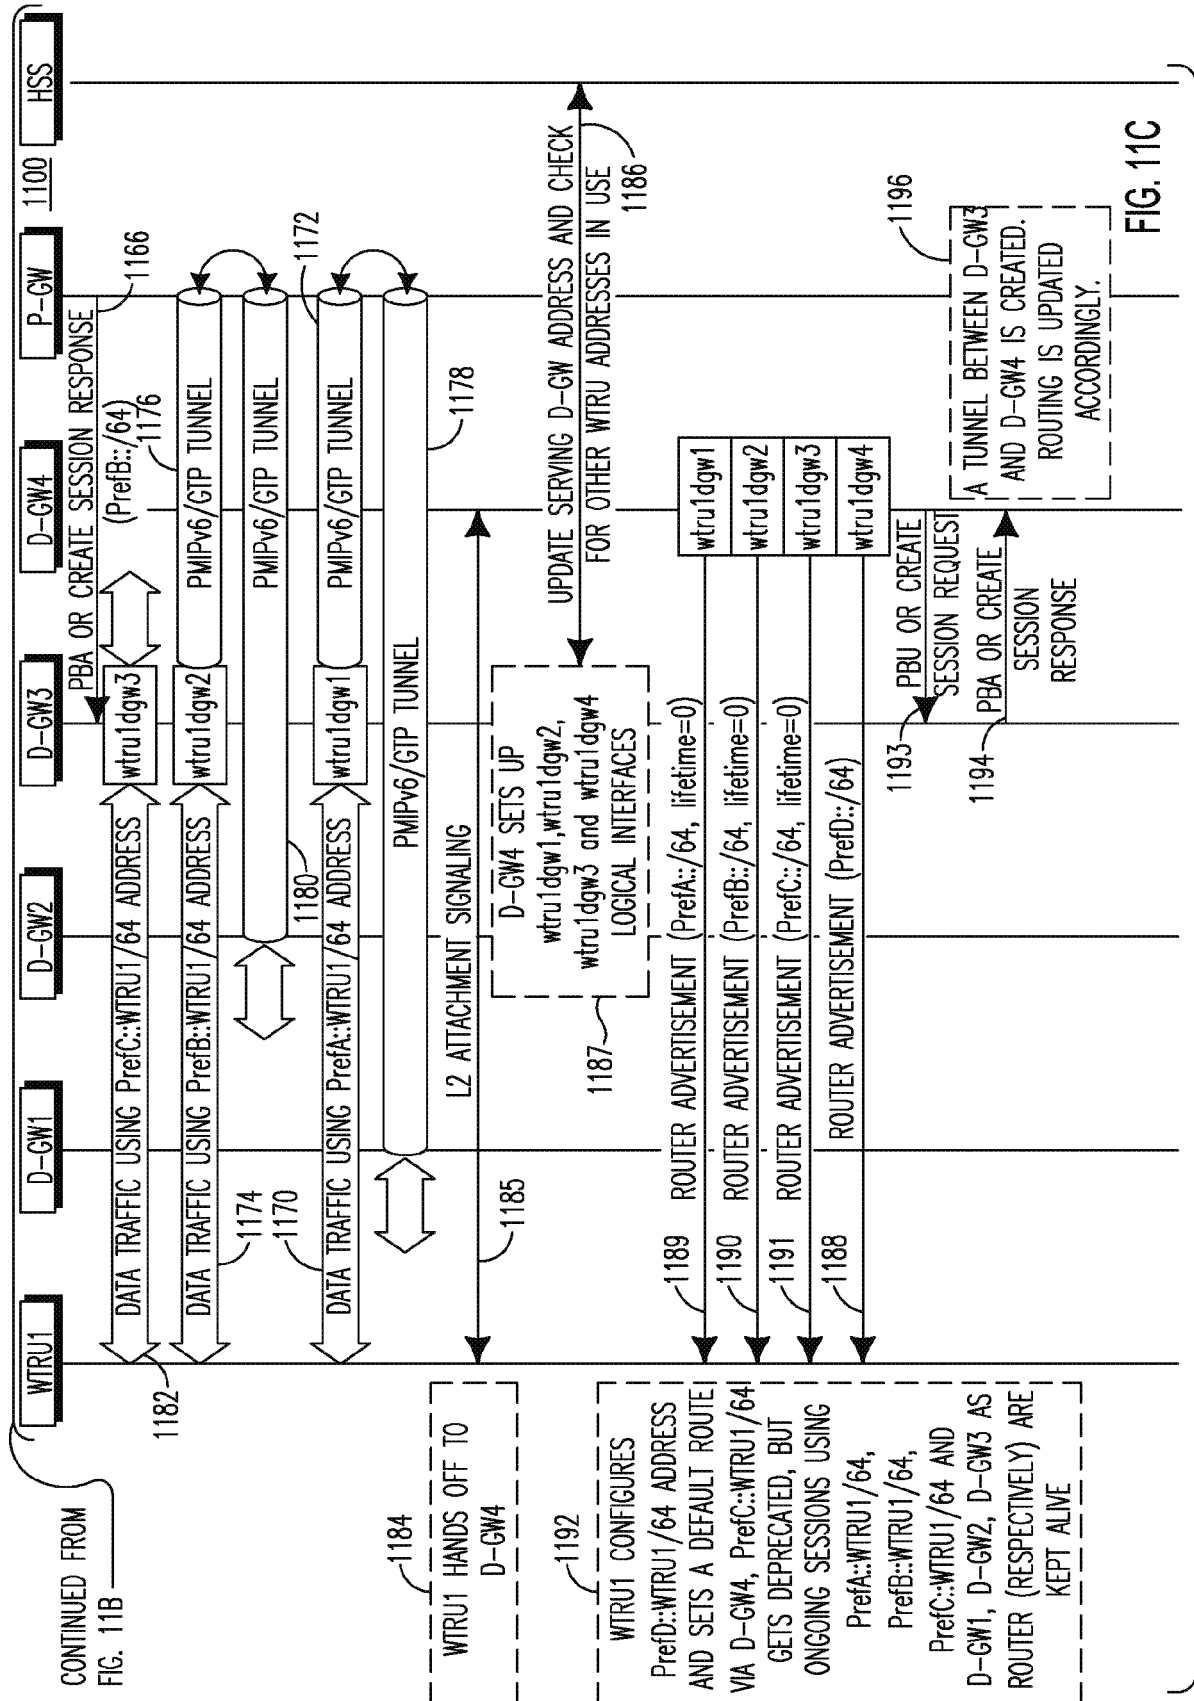 CONTINUED FROM
FIG. 11B
WTRU1
D-GW1
D-GW2
D-GW3
D-GW4
P-GW
1100
HSS
PBA OR CREATE SESSION RESPONSE
(PrefB::/64)
1166
DATA TRAFFIC USING PrefC::WTRU1/64 ADDRESS
wtru1dgw3
1182
1176
DATA TRAFFIC USING PrefB::WTRU1/64 ADDRESS
wtru1dgw2
PMIPv6/GTP TUNNEL
1174
PMIPv6/GTP TUNNEL
1180
1172
1170
DATA TRAFFIC USING PrefA::WTRU1/64 ADDRESS
wtru1dgw1
PMIPv6/GTP TUNNEL
PMIPv6/GTP TUNNEL
1178
1184
WTRU1 HANDS OFF TO
D-GW4
L2 ATTACHMENT SIGNALING
1185
UPDATE SERVING D-GW ADDRESS AND CHECK
FOR OTHER WTRU ADDRESSES IN USE
1186
D-GW4 SETS UP
wtru1dgw1,wtru1dgw2,
wtru1dgw3 and wtru1dgw4
LOGICAL INTERFACES
1187
1189
ROUTER ADVERTISEMENT (PrefA::/64, lifetime=0)
wtru1dgw1
1190
ROUTER ADVERTISEMENT (PrefB::/64, lifetime=0)
wtru1dgw2
1191
ROUTER ADVERTISEMENT (PrefC::/64, lifetime=0)
wtru1dgw3
1188
ROUTER ADVERTISEMENT (PrefD::/64)
wtru1dgw4
1192
WTRU1 CONFIGURES
PrefD::WTRU1/64 ADDRESS
AND SETS A DEFAULT ROUTE
VIA D-GW4, PrefC::WTRU1/64
GETS DEPRECATED, BUT
ONGOING SESSIONS USING
PrefA::WTRU1/64,
PrefB::WTRU1/64,
PrefC::WTRU1/64 AND
D-GW1, D-GW2, D-GW3 AS
ROUTER (RESPECTIVELY) ARE
KEPT ALIVE
1193
PBU OR CREATE
SESSION REQUEST
1194
PBA OR CREATE
SESSION
RESPONSE
1196
A TUNNEL BETWEEN D-GW3
AND D-GW4 IS CREATED.
ROUTING IS UPDATED
ACCORDINGLY.
FIG. 11C